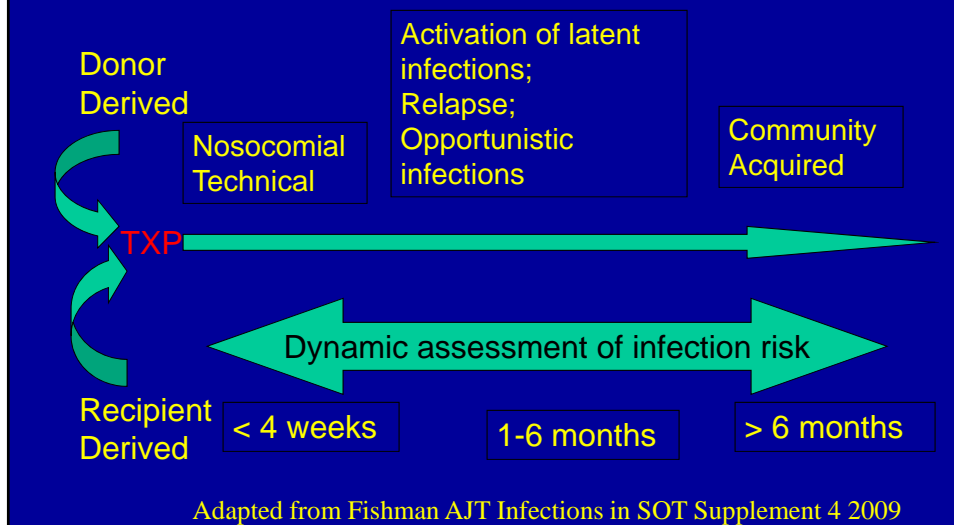 Donor
Derived
Nosocomial
Technical
Activation of latent
infections;
Relapse;
Opportunistic
infections
Community
Acquired
TXP
Dynamic assessment of infection risk
Recipient
Derived
< 4 weeks
1-6 months
> 6 months
Adapted from Fishman AJT Infections in SOT Supplement 4 2009